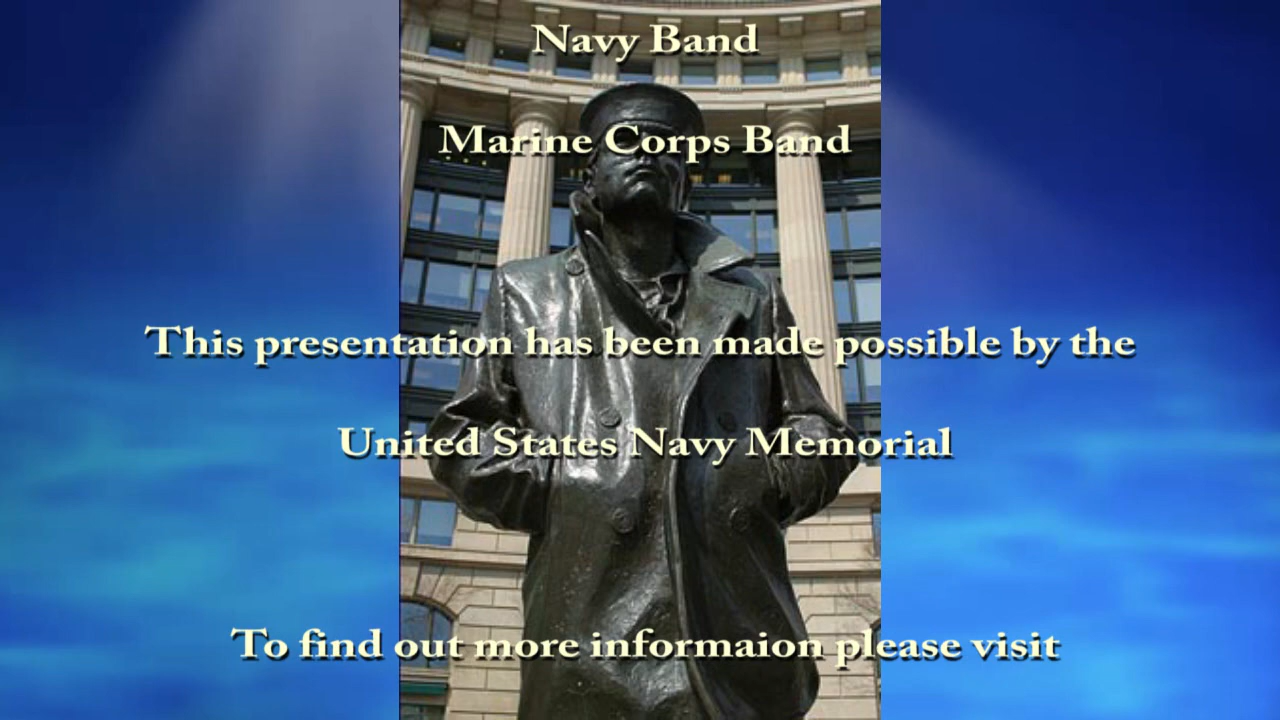 Navy Band
Marine Corps Band
This presentation has been made possible by the
United States Navy Memorial
To find out more informaion please visit